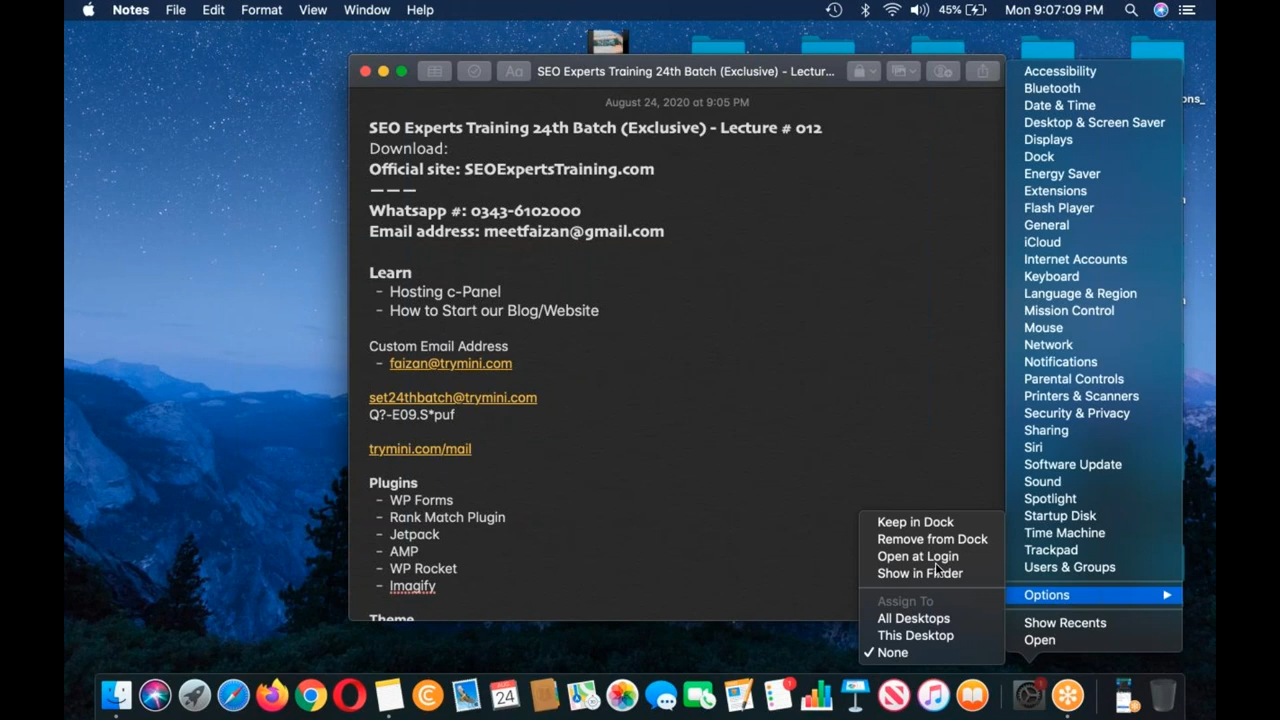 Notes File Edit Format View Window Help 45% Mon 9:07:09 PM
SEO Experts Training 24th Batch (Exclusive) - Lectur...
August 24, 2020 at 9:05 PM
SEO Experts Training 24th Batch (Exclusive) - Lecture # 012
Download:
Official site: SEOExpertsTraining.com
———
Whatsapp #: 0343-6102000
Email address: meetfaizan@gmail.com
Learn
- Hosting c-Panel
- How to Start our Blog/Website
Custom Email Address
- faizan@trymini.com
set24thbatch@trymini.com
Q?-E09.S*puf
trymini.com/mail
Plugins
- WP Forms
- Rank Match Plugin
- Jetpack
- AMP
- WP Rocket
- Imagify
Theme
Keep in Dock
Remove from Dock
Open at Login
Show in Finder
Assign To
All Desktops
This Desktop
✓ None
Accessibility
Bluetooth
Date & Time
Desktop & Screen Saver
Displays
Dock
Energy Saver
Extensions
Flash Player
General
iCloud
Internet Accounts
Keyboard
Language & Region
Mission Control
Mouse
Network
Notifications
Parental Controls
Printers & Scanners
Security & Privacy
Sharing
Siri
Software Update
Sound
Spotlight
Startup Disk
Time Machine
Trackpad
Users & Groups
Options
Show Recents
Open
ons_
AUG
24
1